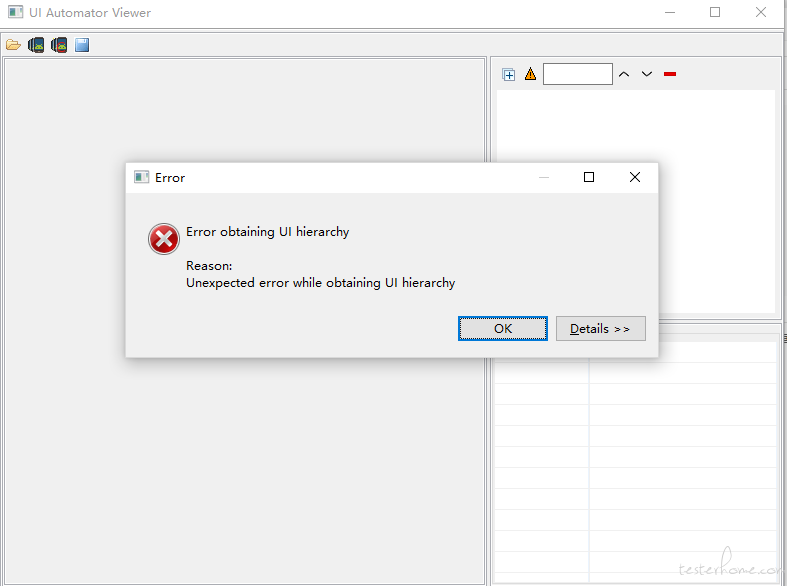 UI Automator Viewer
Error
Error obtaining UI hierarchy
Reason:
Unexpected error while obtaining UI hierarchy
OK
Details >>
testerhome.com